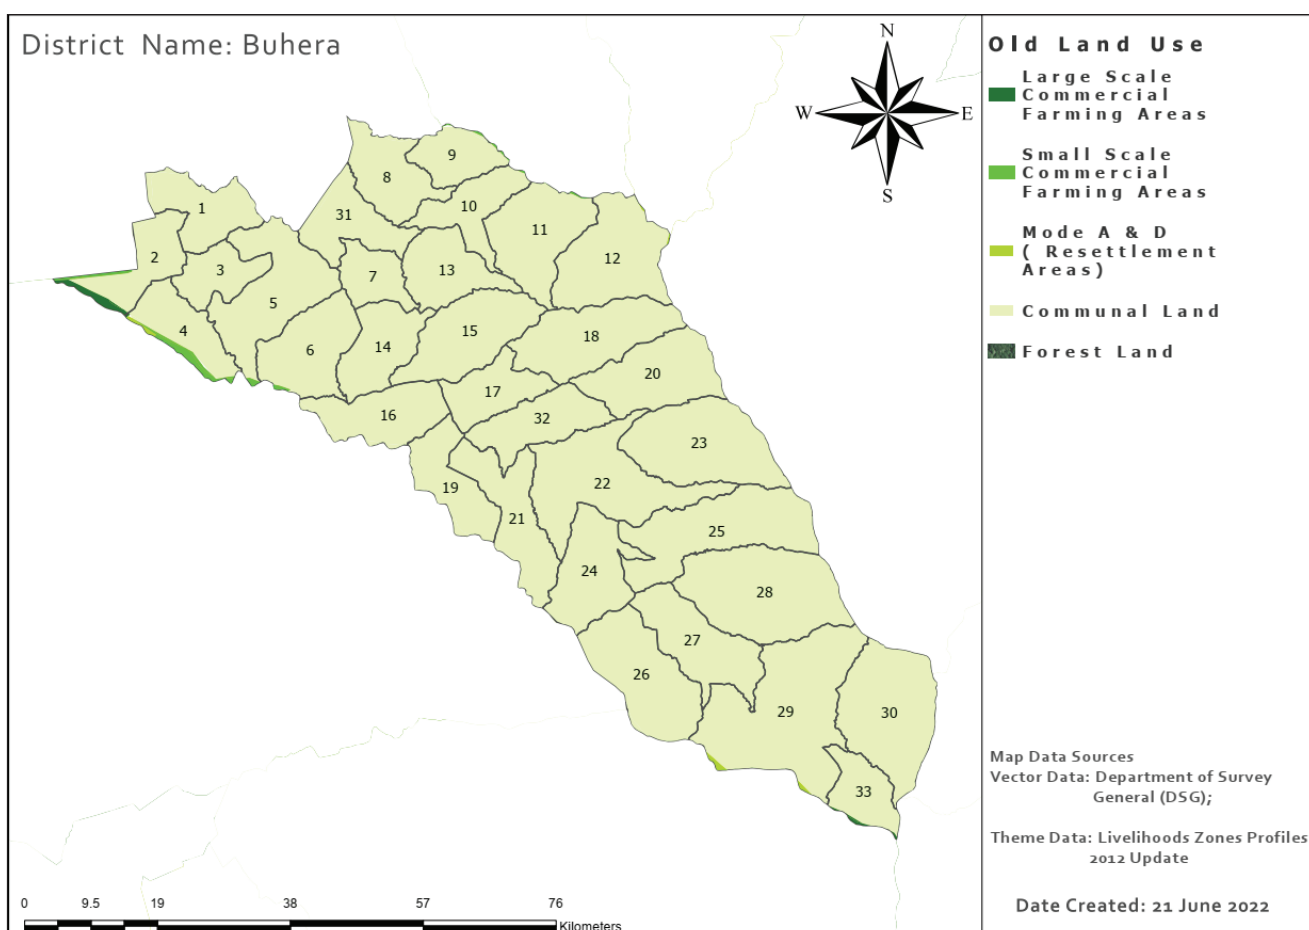 District Name: Buhera
N
W
E
S
1
2
3
4
5
6
7
8
9
10
11
12
13
14
15
16
17
18
19
20
21
22
23
24
25
26
27
28
29
30
31
32
33
0 9.5 19 38 57 76
Kilometers
Old Land Use
Large Scale
Commercial
Farming Areas
Small Scale
Commercial
Farming Areas
Mode A & D
( Resettlement
Areas)
Communal Land
Forest Land
Map Data Sources
Vector Data: Department of Survey
General (DSG);
Theme Data: Livelihoods Zones Profiles
2012 Update
Date Created: 21 June 2022